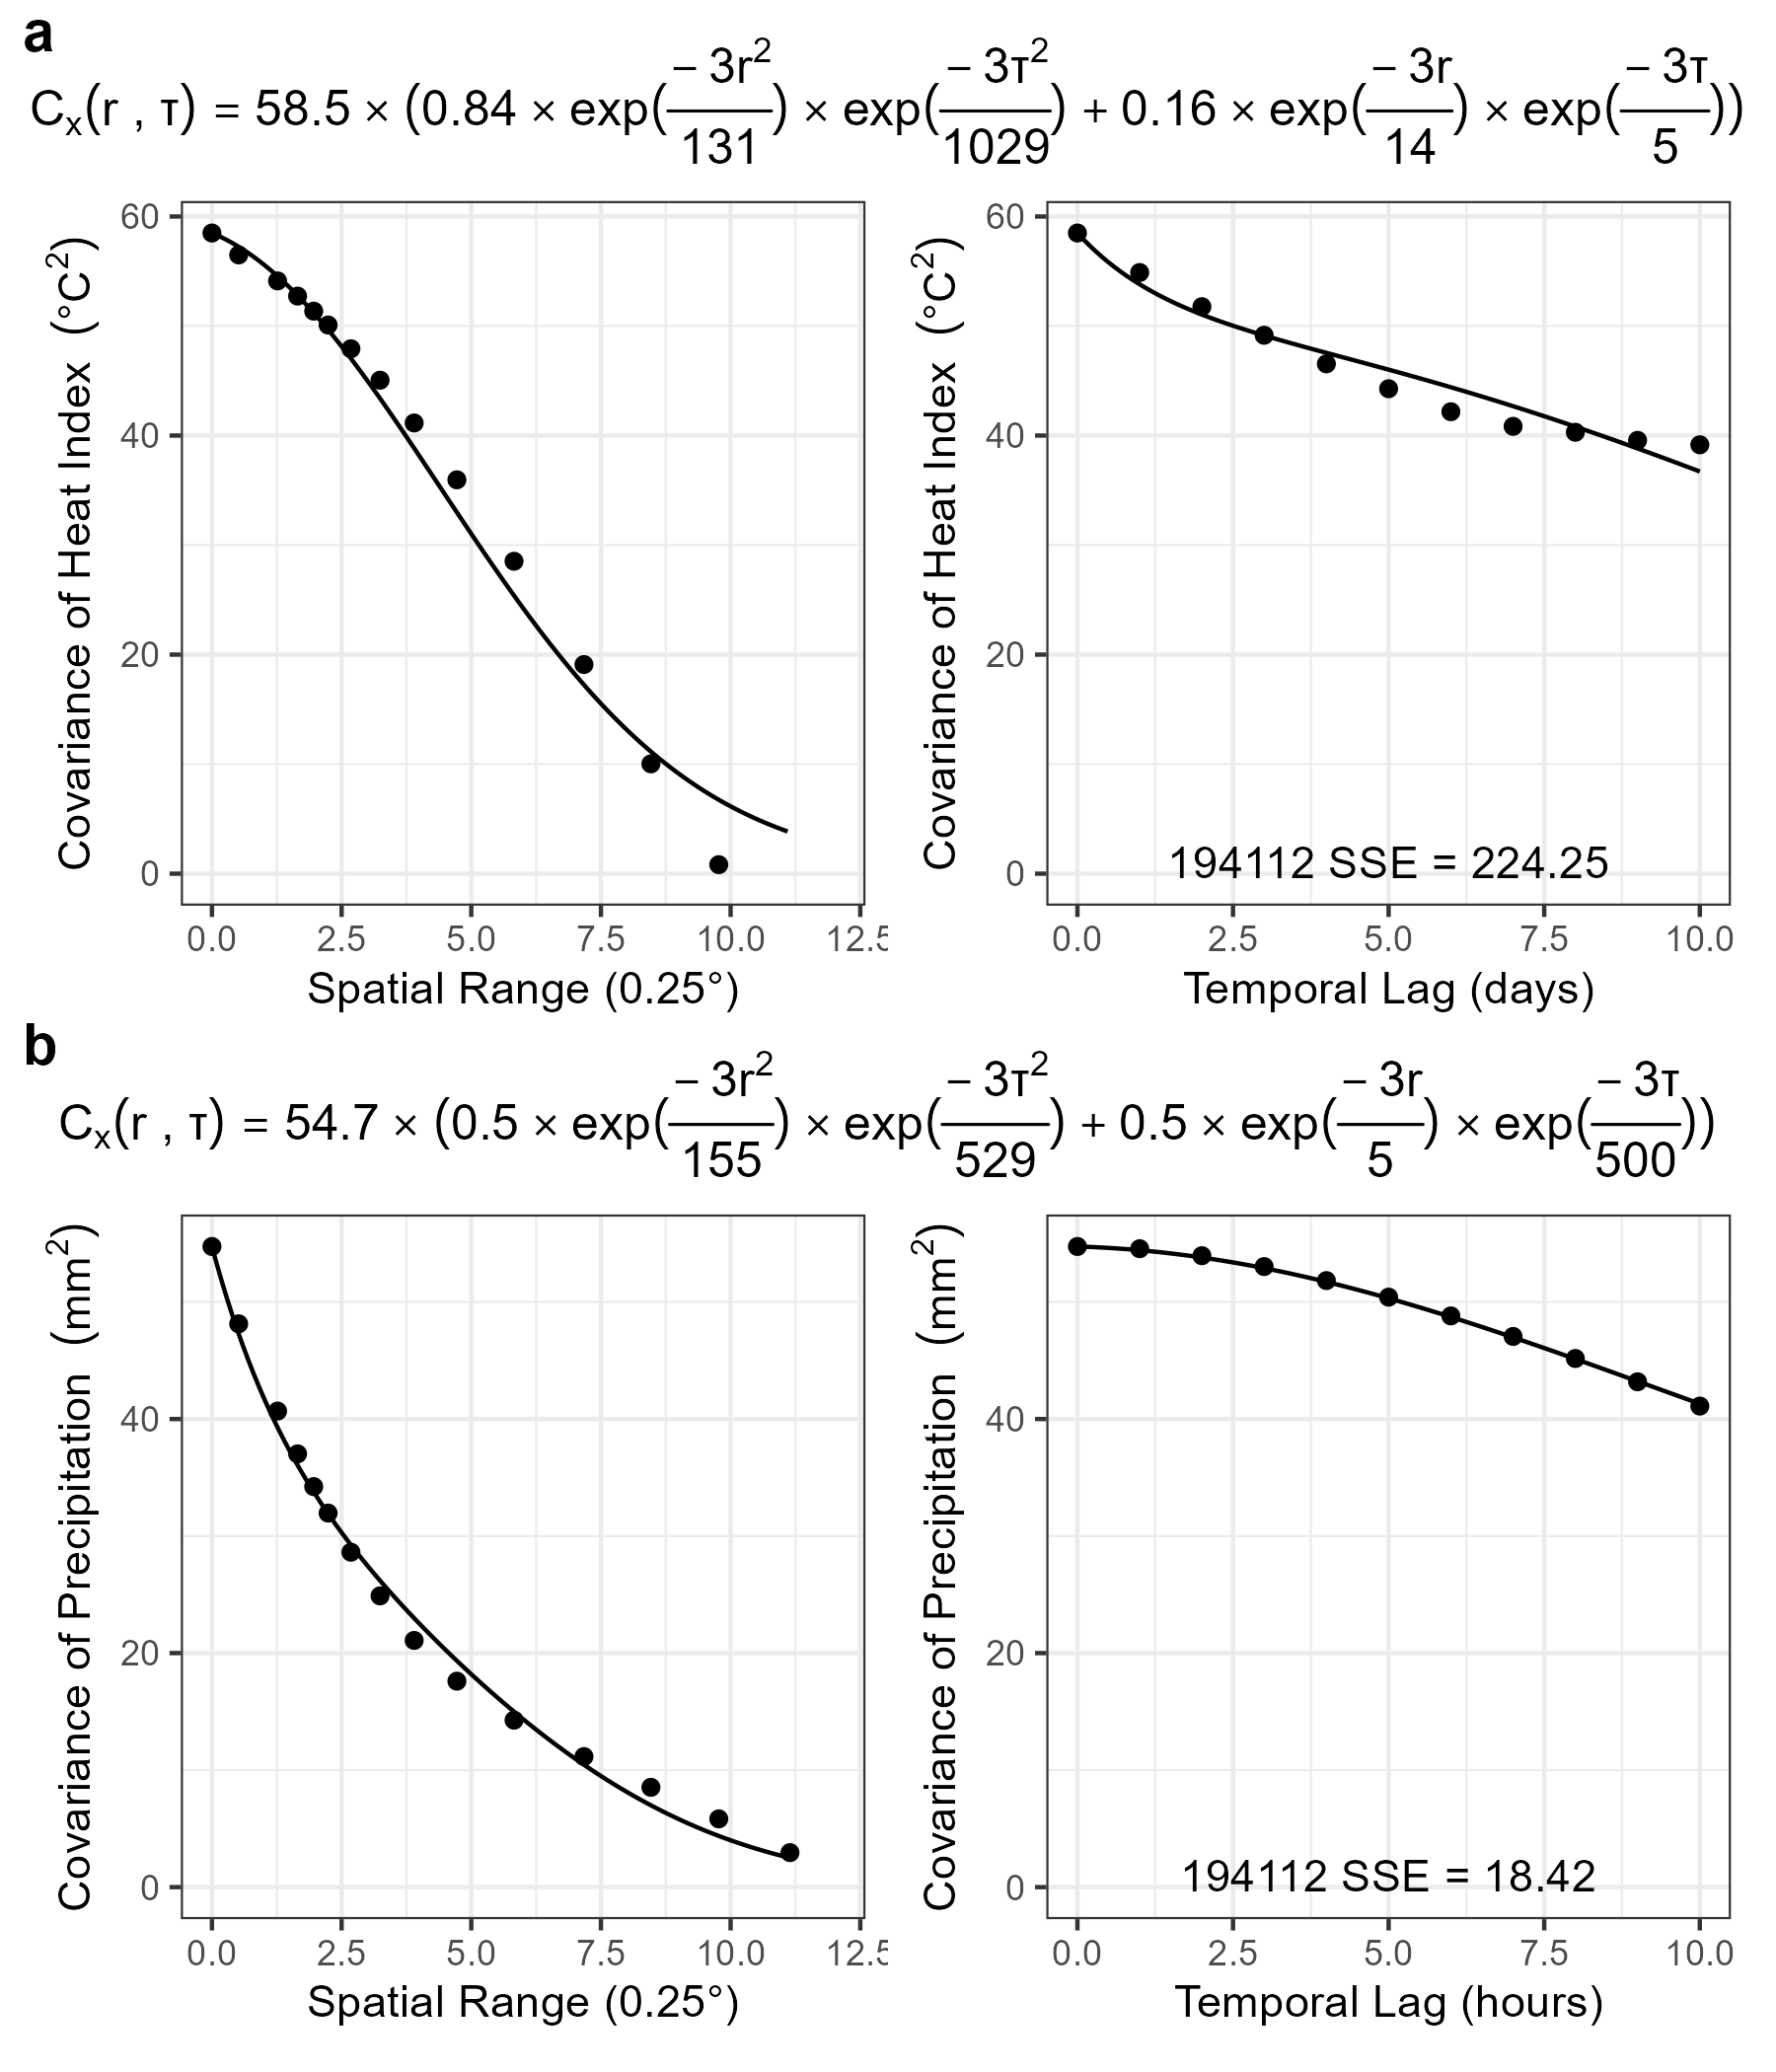 a
Cₓ(r , τ) = 58.5 × (0.84 × exp(−3r²/131) × exp(−3τ²/1029) + 0.16 × exp(−3r/14) × exp(−3τ/5))
Covariance of Heat Index (°C²)
60
40
20
0
0.0 2.5 5.0 7.5 10.0 12.5
Spatial Range (0.25°)
Covariance of Heat Index (°C²)
60
40
20
0
194112 SSE = 224.25
0.0 2.5 5.0 7.5 10.0
Temporal Lag (days)
b
Cₓ(r , τ) = 54.7 × (0.5 × exp(−3r²/155) × exp(−3τ²/529) + 0.5 × exp(−3r/5) × exp(−3τ/500))
Covariance of Precipitation (mm²)
40
20
0
0.0 2.5 5.0 7.5 10.0 12.5
Spatial Range (0.25°)
Covariance of Precipitation (mm²)
40
20
0
194112 SSE = 18.42
0.0 2.5 5.0 7.5 10.0
Temporal Lag (hours)